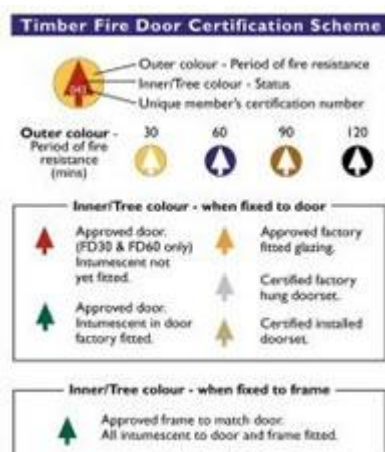 Timber Fire Door Certification Scheme
Outer colour - Period of fire resistance
Inner/Tree colour - Status
Unique member's certification number
Outer colour - 30 60 90 120
Period of fire
resistance
(mins)
Inner/Tree colour - when fixed to door
Approved door.
(FD30 & FD60 only)
Intumescent not
yet fitted.
Approved door.
Intumescent in door
factory fitted.
Approved factory
fitted glazing.
Certified factory
hung doorset.
Certified installed
doorset.
Inner/Tree colour - when fixed to frame
Approved frame to match door.
All intumescent to door and frame fitted.